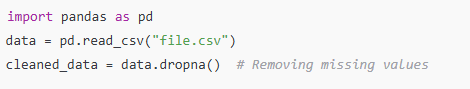 import pandas as pd
data = pd.read_csv("file.csv")
cleaned_data = data.dropna()  # Removing missing values